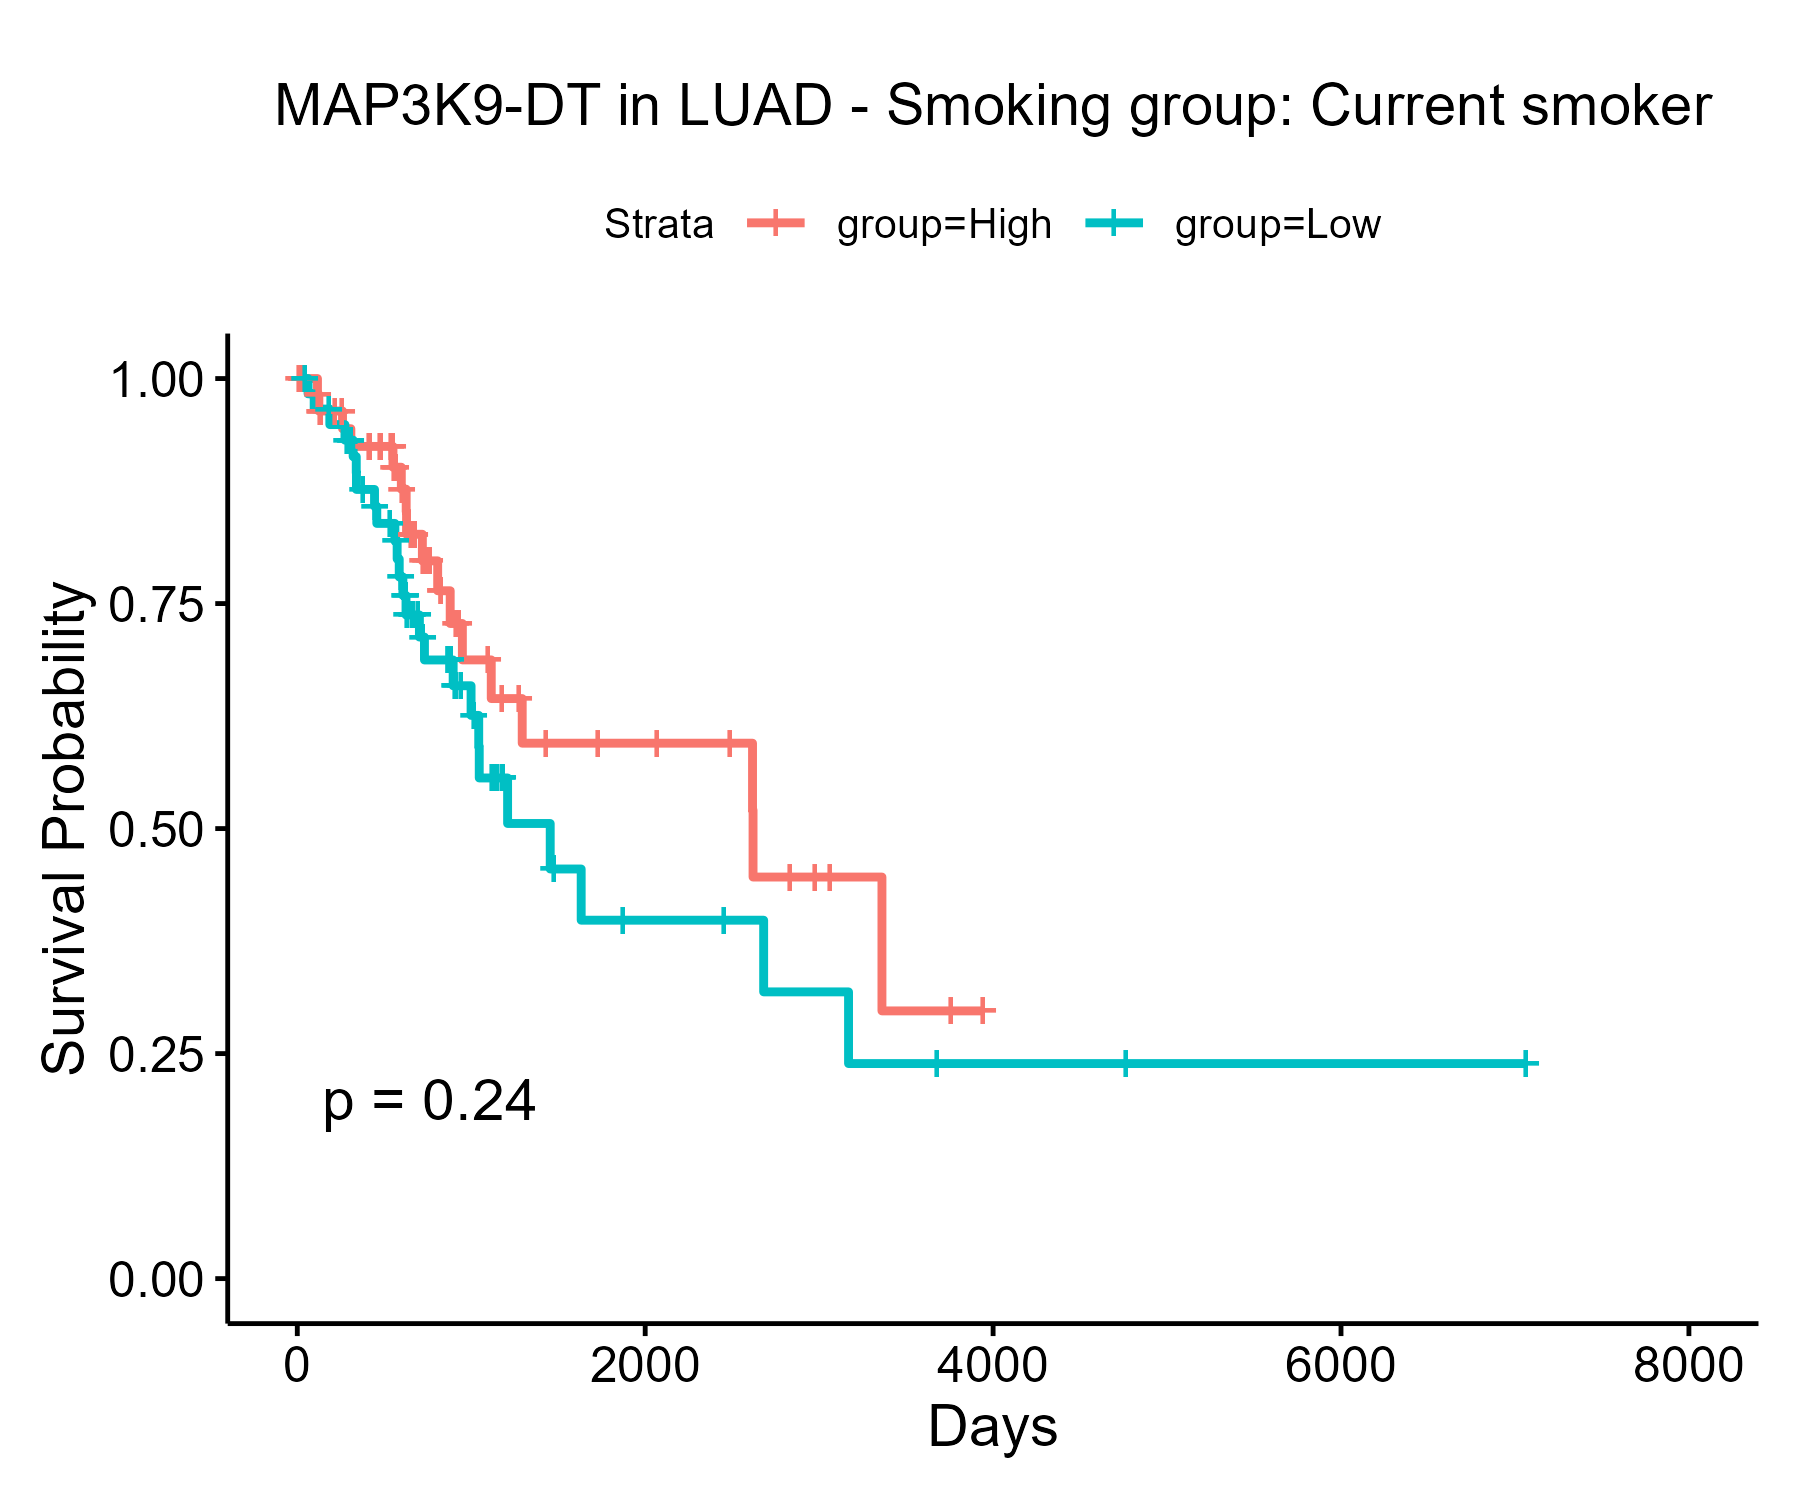 MAP3K9-DT in LUAD - Smoking group: Current smoker
Strata group=High group=Low
Survival Probability
1.00
0.75
0.50
0.25
0.00
p = 0.24
0 2000 4000 6000 8000
Days